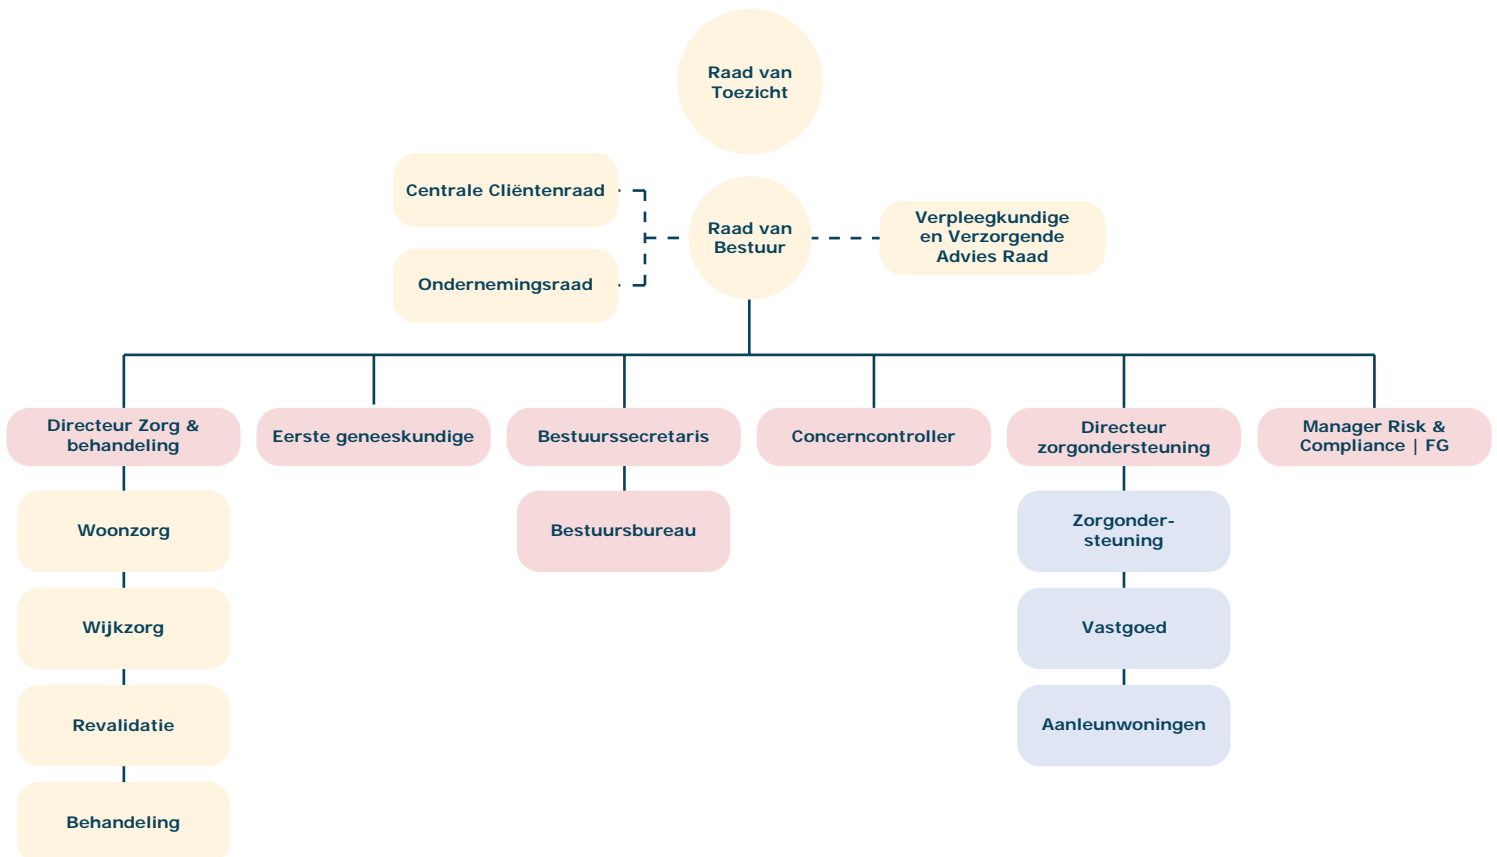 Raad van
Toezicht
Centrale Cliëntenraad
Raad van
Bestuur
Verpleegkundige
en Verzorgende
Advies Raad
Ondernemingsraad
Directeur Zorg &
behandeling
Eerste geneeskundige
Bestuurssecretaris
Concerncontroller
Directeur
zorgondersteuning
Manager Risk &
Compliance | FG
Woonzorg
Bestuursbureau
Zorgonder-
steuning
Wijkzorg
Vastgoed
Revalidatie
Aanleunwoningen
Behandeling